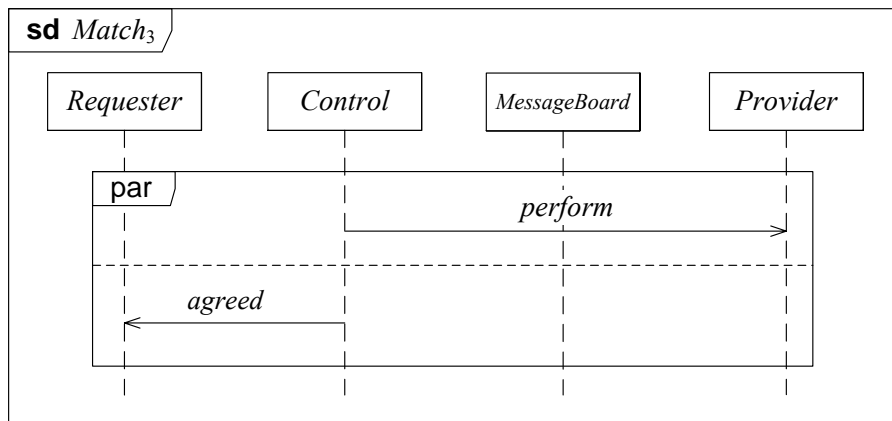 sd Match₃
Requester Control MessageBoard Provider
par
perform
agreed